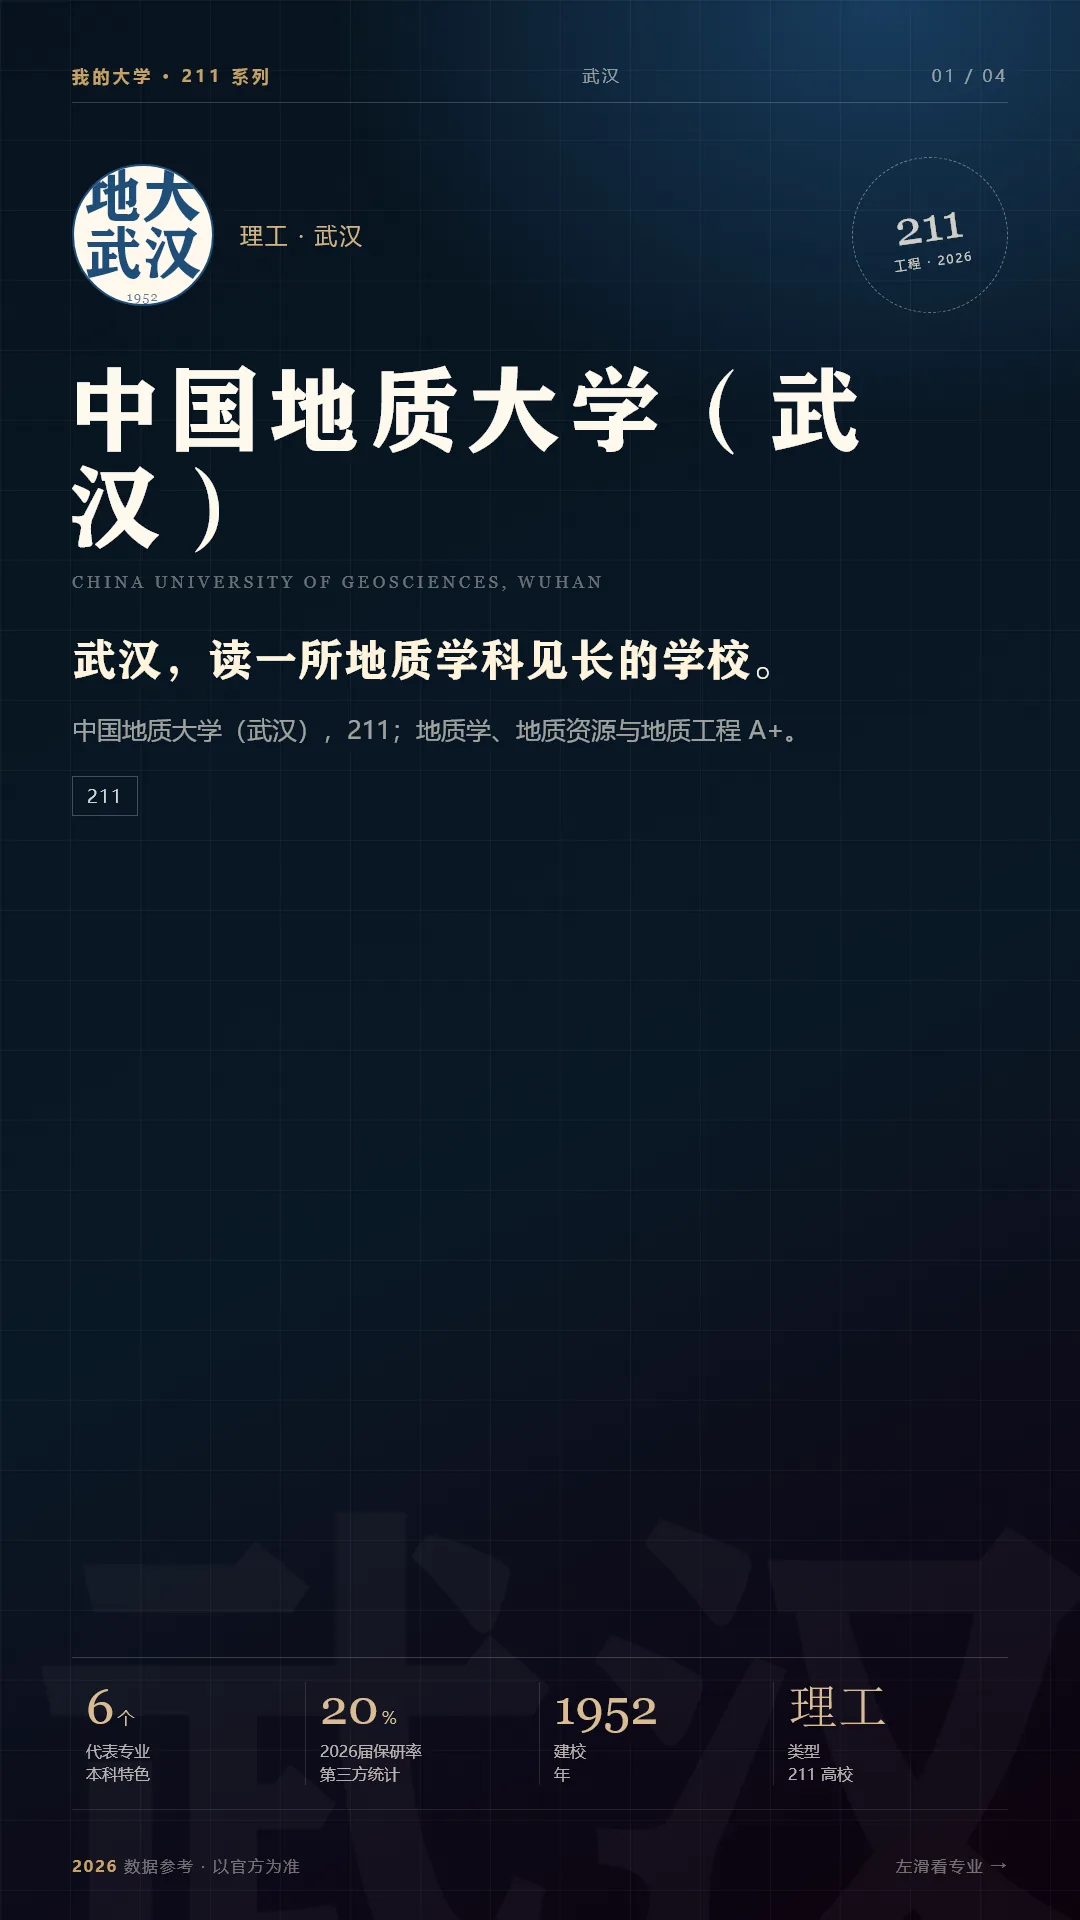 我的大学 · 211 系列
武汉
01 / 04
地大
武汉
1952
理工 · 武汉
211
工程 · 2026
中国地质大学（武
汉）
CHINA UNIVERSITY OF GEOSCIENCES, WUHAN
武汉，读一所地质学科见长的学校。
中国地质大学（武汉），211；地质学、地质资源与地质工程 A+。
211
武汉
6个
代表专业
本科特色
20%
2026届保研率
第三方统计
1952
建校
年
理工
类型
211 高校
2026 数据参考 · 以官方为准
左滑看专业 →